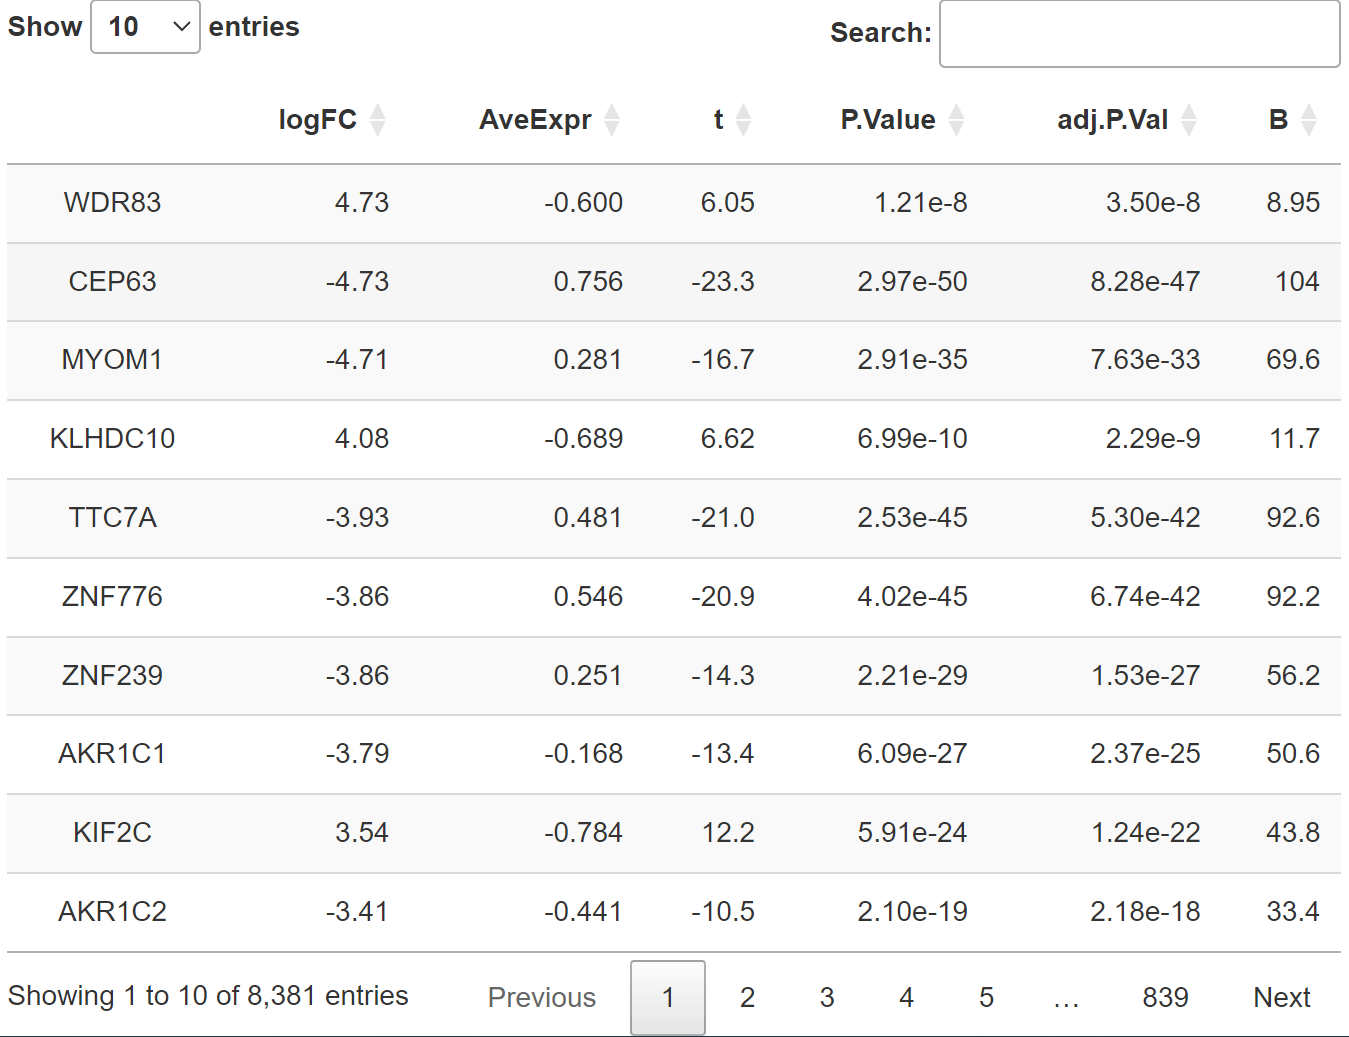 Show 10 entries Search:
logFC AveExpr t P.Value adj.P.Val B
WDR83 4.73 -0.600 6.05 1.21e-8 3.50e-8 8.95
CEP63 -4.73 0.756 -23.3 2.97e-50 8.28e-47 104
MYOM1 -4.71 0.281 -16.7 2.91e-35 7.63e-33 69.6
KLHDC10 4.08 -0.689 6.62 6.99e-10 2.29e-9 11.7
TTC7A -3.93 0.481 -21.0 2.53e-45 5.30e-42 92.6
ZNF776 -3.86 0.546 -20.9 4.02e-45 6.74e-42 92.2
ZNF239 -3.86 0.251 -14.3 2.21e-29 1.53e-27 56.2
AKR1C1 -3.79 -0.168 -13.4 6.09e-27 2.37e-25 50.6
KIF2C 3.54 -0.784 12.2 5.91e-24 1.24e-22 43.8
AKR1C2 -3.41 -0.441 -10.5 2.10e-19 2.18e-18 33.4
Showing 1 to 10 of 8,381 entries Previous 1 2 3 4 5 … 839 Next